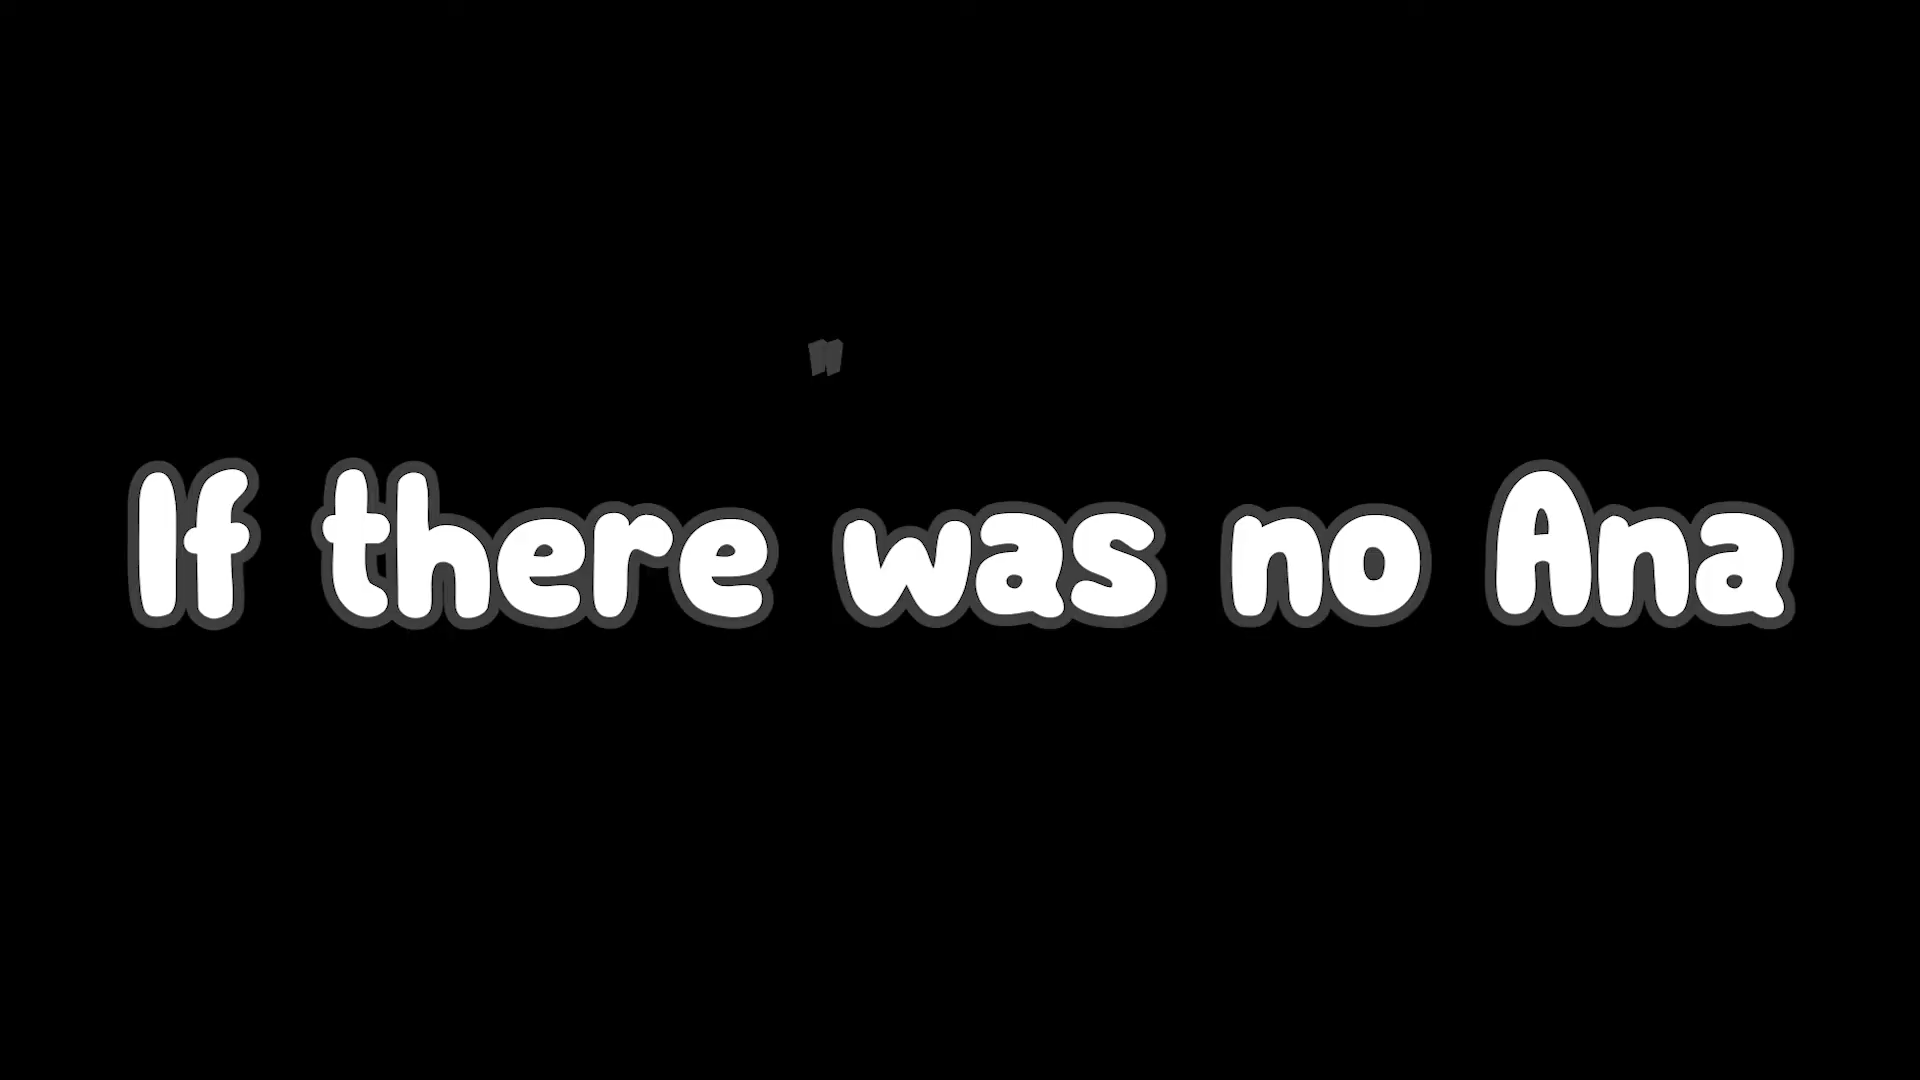 "
If there was no Ana